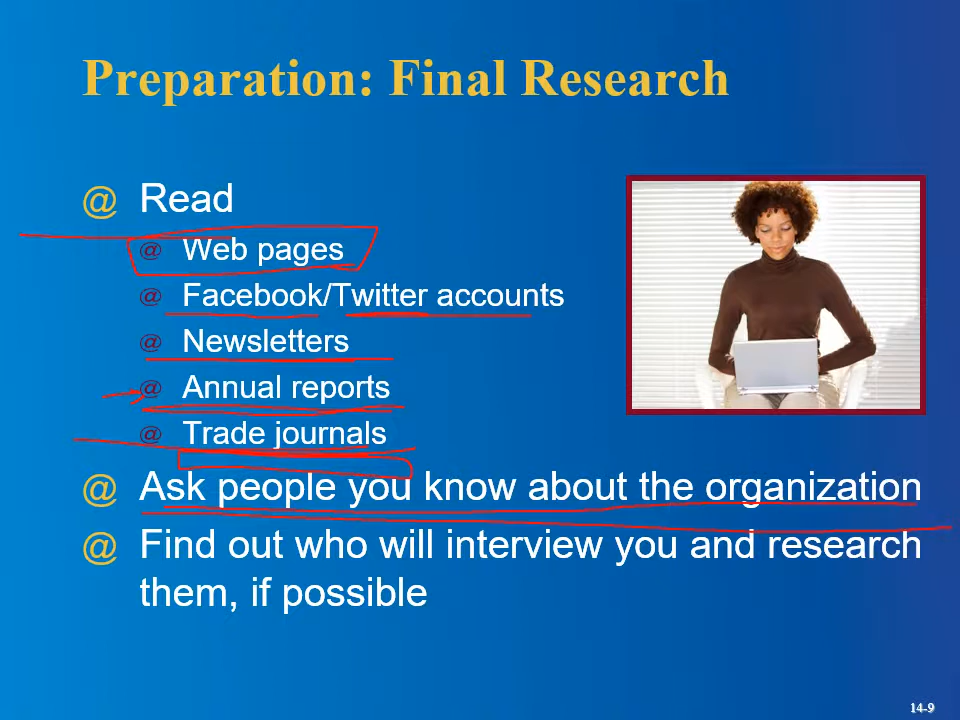 Preparation: Final Research
@ Read
@ Web pages
@ Facebook/Twitter accounts
@ Newsletters
@ Annual reports
@ Trade journals
@ Ask people you know about the organization
@ Find out who will interview you and research
them, if possible
14-9